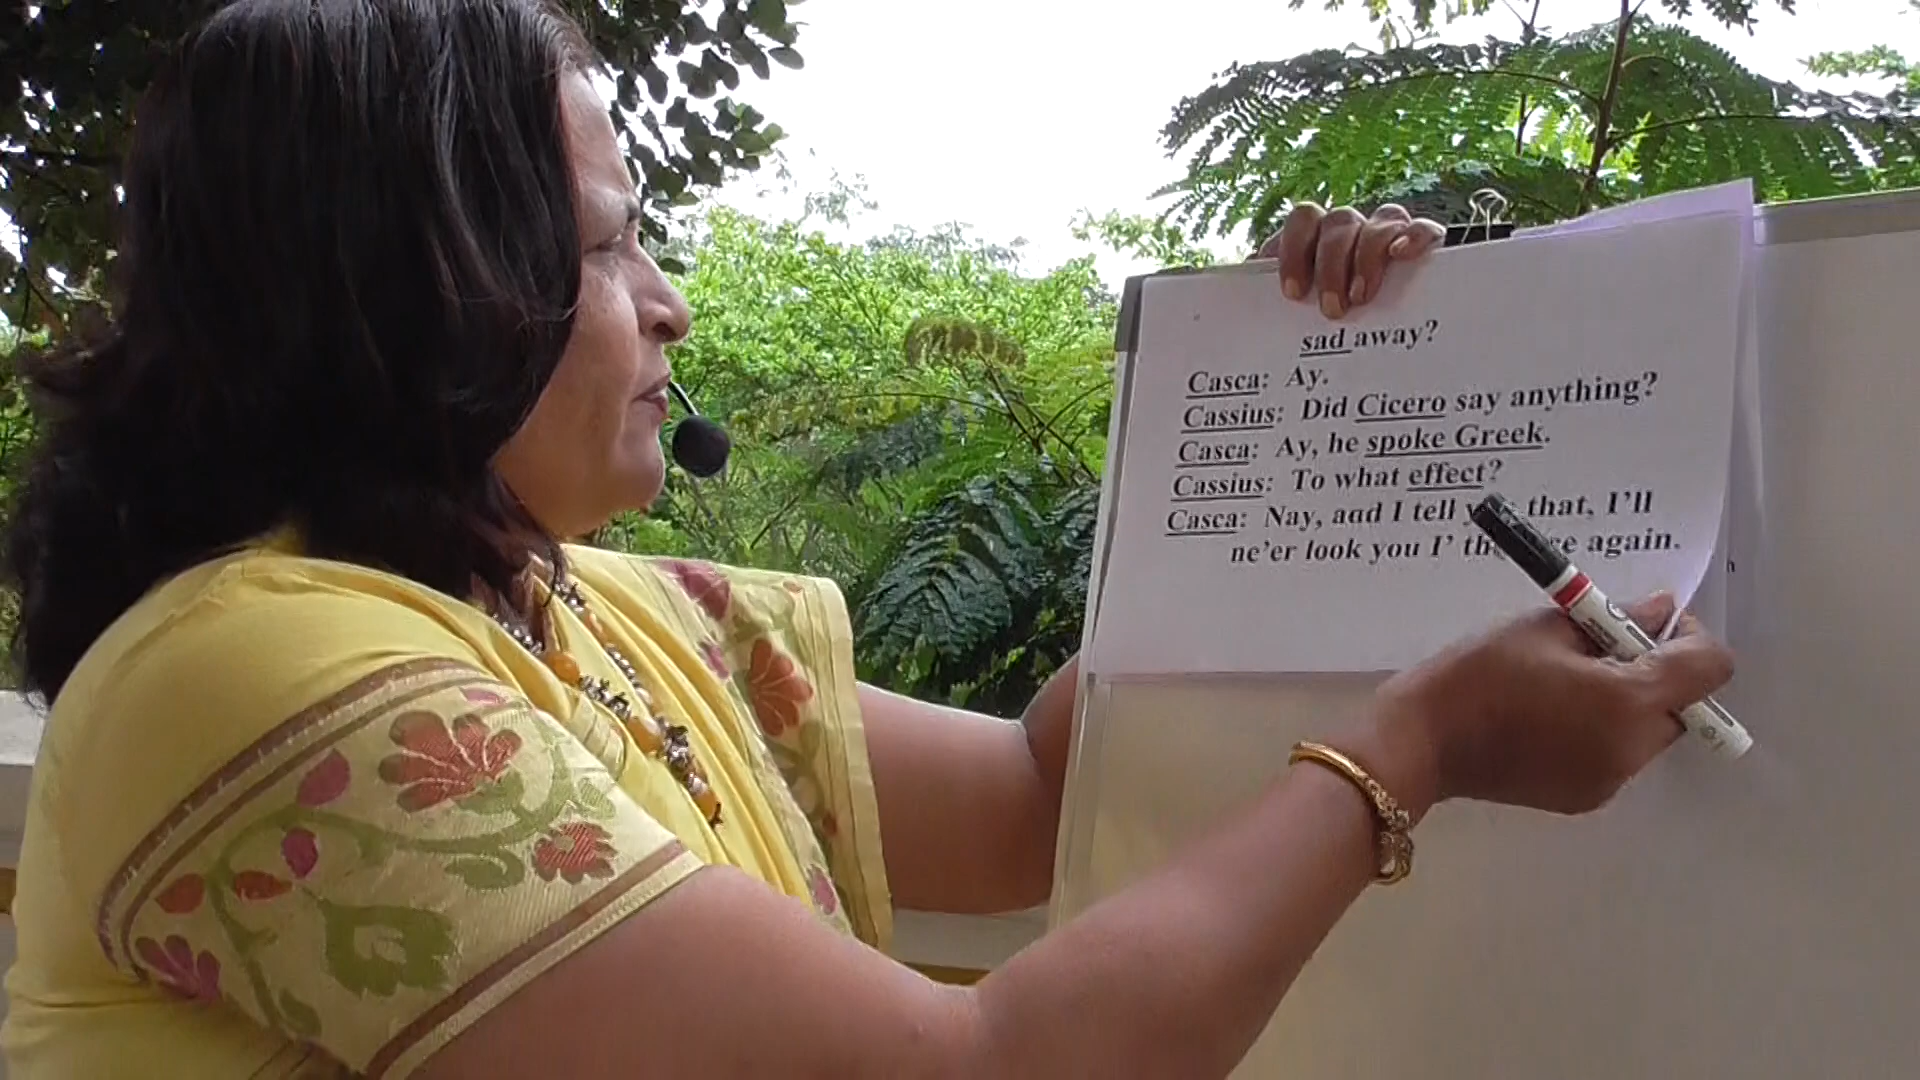 sad away?
Casca: Ay.
Cassius: Did Cicero say anything?
Casca: Ay, he spoke Greek.
Cassius: To what effect?
Casca: Nay, and I tell that, I'll
ne'er look you I' again.